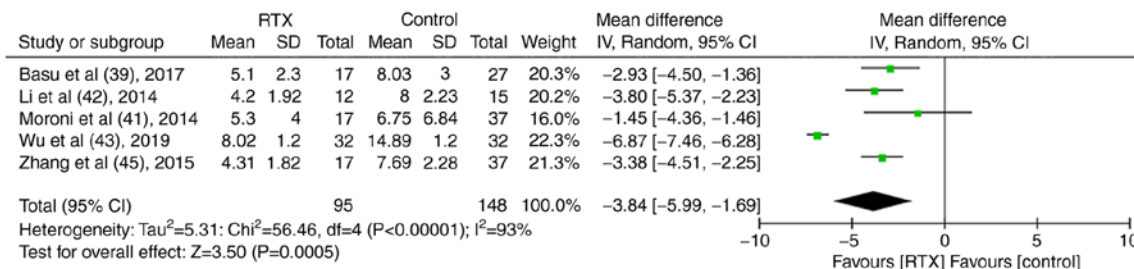 RTX Control Mean difference Mean difference
Study or subgroup Mean SD Total Mean SD Total Weight IV, Random, 95% CI IV, Random, 95% CI
Basu et al (39), 2017 5.1 2.3 17 8.03 3 27 20.3% −2.93 [−4.50, −1.36]
Li et al (42), 2014 4.2 1.92 12 8 2.23 15 20.2% −3.80 [−5.37, −2.23]
Moroni et al (41), 2014 5.3 4 17 6.75 6.84 37 16.0% −1.45 [−4.36, −1.46]
Wu et al (43), 2019 8.02 1.2 32 14.89 1.2 32 22.3% −6.87 [−7.46, −6.28]
Zhang et al (45), 2015 4.31 1.82 17 7.69 2.28 37 21.3% −3.38 [−4.51, −2.25]
Total (95% CI) 95 148 100.0% −3.84 [−5.99, −1.69]
Heterogeneity: Tau²=5.31: Chi²=56.46, df=4 (P<0.00001); I²=93%
Test for overall effect: Z=3.50 (P=0.0005)
−10 −5 0 5 10
Favours [RTX] Favours [control]